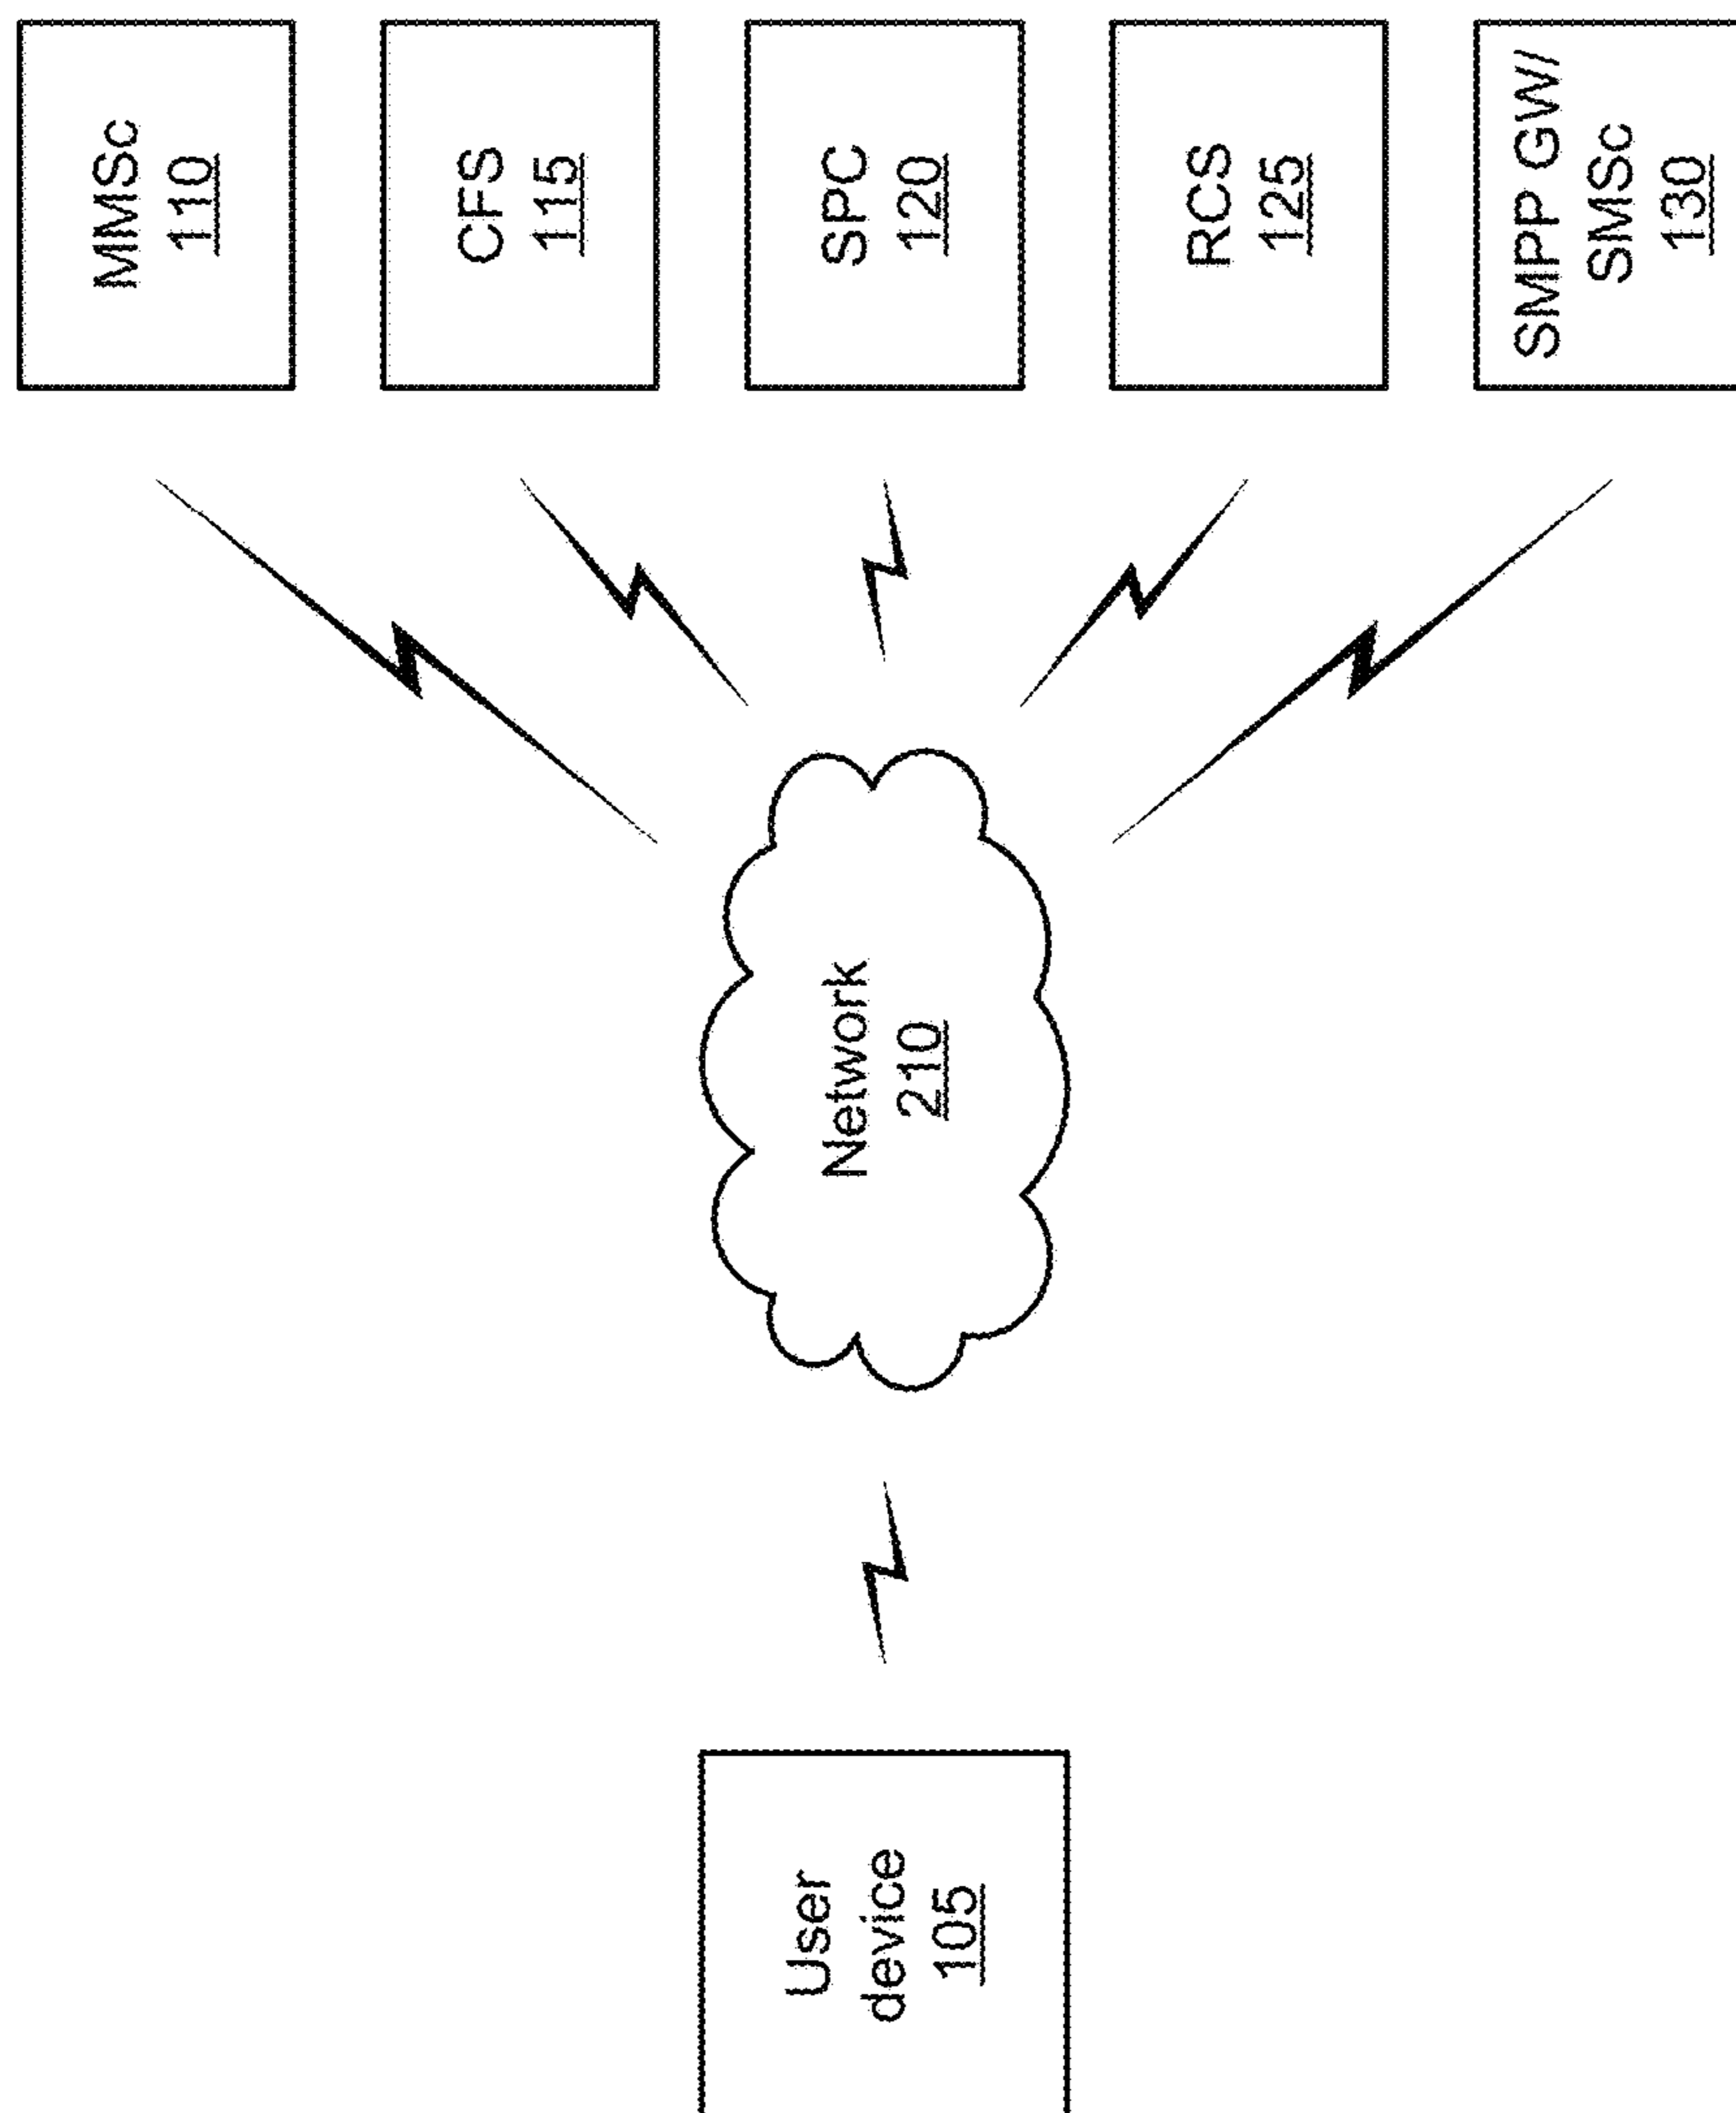 MMSc
110
CFS
115
SPC
120
RCS
125
SMPP GW/
SMSc
130
Network
210
User
device
105